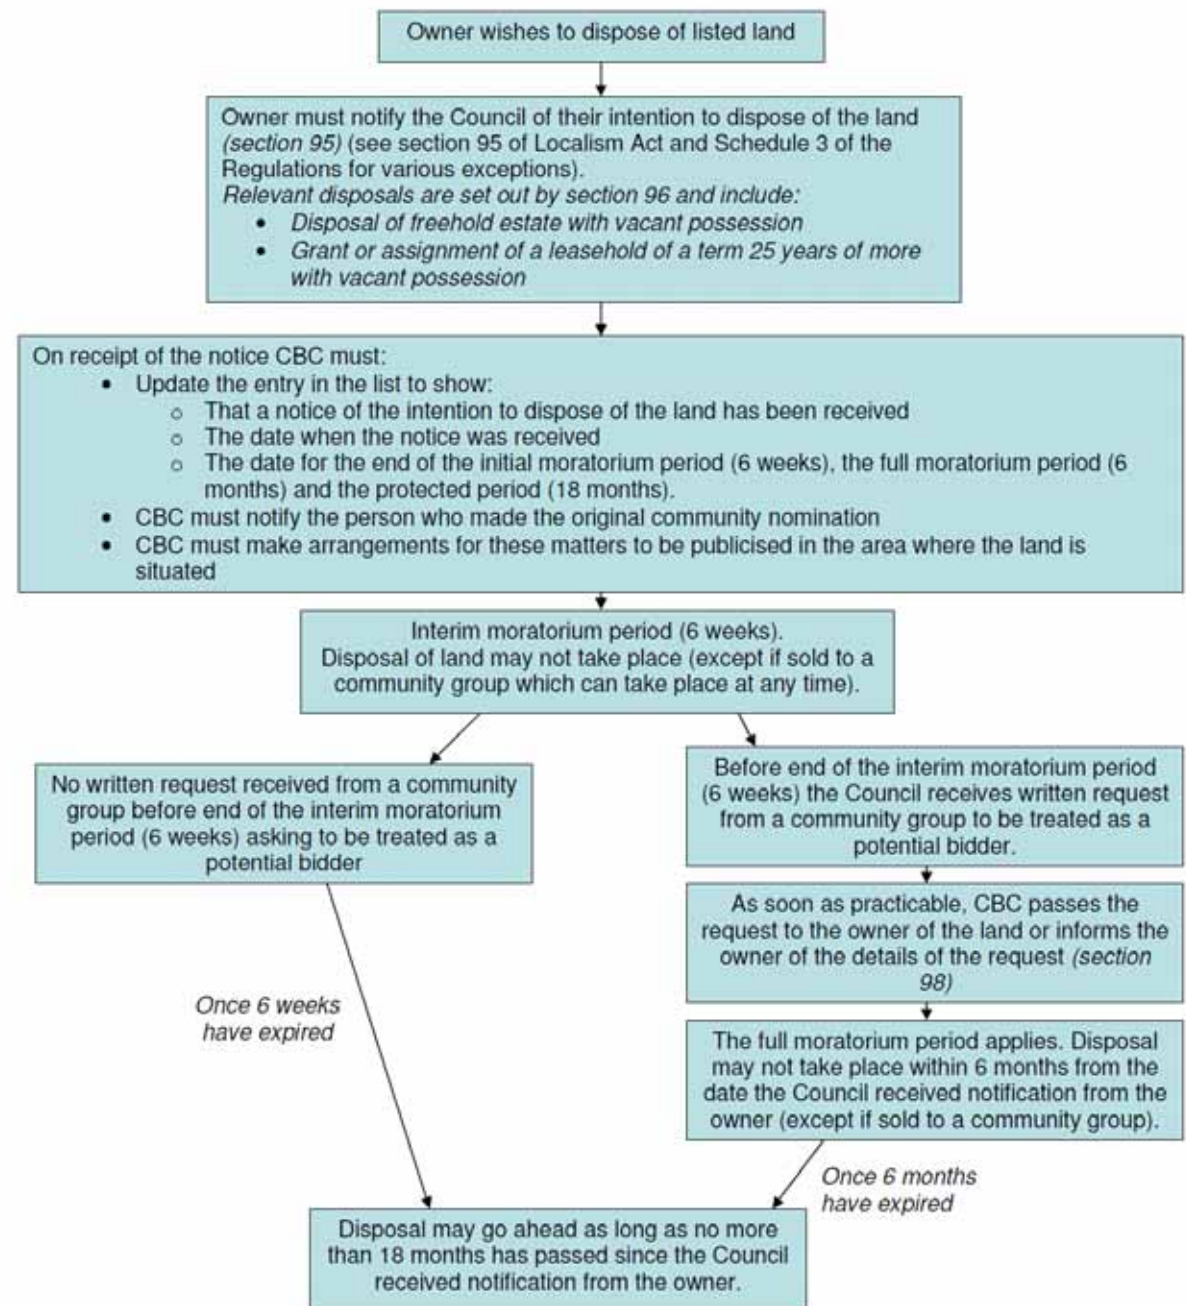 Owner wishes to dispose of listed land
Owner must notify the Council of their intention to dispose of the land
(section 95) (see section 95 of Localism Act and Schedule 3 of the
Regulations for various exceptions).
Relevant disposals are set out by section 96 and include:
• Disposal of freehold estate with vacant possession
• Grant or assignment of a leasehold of a term 25 years of more
with vacant possession
On receipt of the notice CBC must:
• Update the entry in the list to show:
o That a notice of the intention to dispose of the land has been received
o The date when the notice was received
o The date for the end of the initial moratorium period (6 weeks), the full moratorium period (6
months) and the protected period (18 months).
• CBC must notify the person who made the original community nomination
• CBC must make arrangements for these matters to be publicised in the area where the land is
situated
Interim moratorium period (6 weeks).
Disposal of land may not take place (except if sold to a
community group which can take place at any time).
No written request received from a community
group before end of the interim moratorium
period (6 weeks) asking to be treated as a
potential bidder
Before end of the interim moratorium period
(6 weeks) the Council receives written request
from a community group to be treated as a
potential bidder.
As soon as practicable, CBC passes the
request to the owner of the land or informs the
owner of the details of the request (section
98)
Once 6 weeks
have expired
The full moratorium period applies. Disposal
may not take place within 6 months from the
date the Council received notification from the
owner (except if sold to a community group).
Once 6 months
have expired
Disposal may go ahead as long as no more
than 18 months has passed since the Council
received notification from the owner.